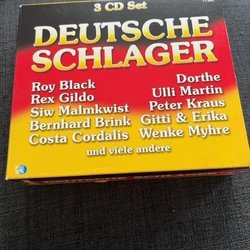 3 CD Set
DEUTSCHE
SCHLAGER
Roy Black
Dorthe
Rex Gildo
Ulli Martin
Siw Malmkwist
Peter Kraus
Bernhard Brink
Gitti & Erika
Costa Cordalis
Wenke Myhre
und viele andere